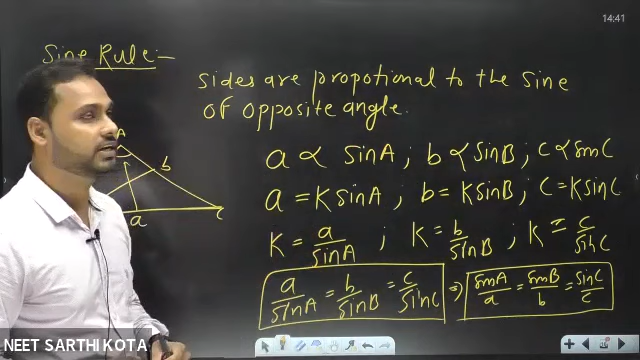 14:41
Sine Rule:-
sides are propotional to the sine
of opposite angle.
A
b
a
C
a ∝ sinA ; b ∝ sinB ; c ∝ sinC
a = K sinA ; b = K sinB ; C = K sinC
K = a/sinA ; K = b/sinB ; K = c/sinC
a/sinA = b/sinB = c/sinC ⇒ sinA/a = sinB/b = sinC/c
NEET SARTHI KOTA